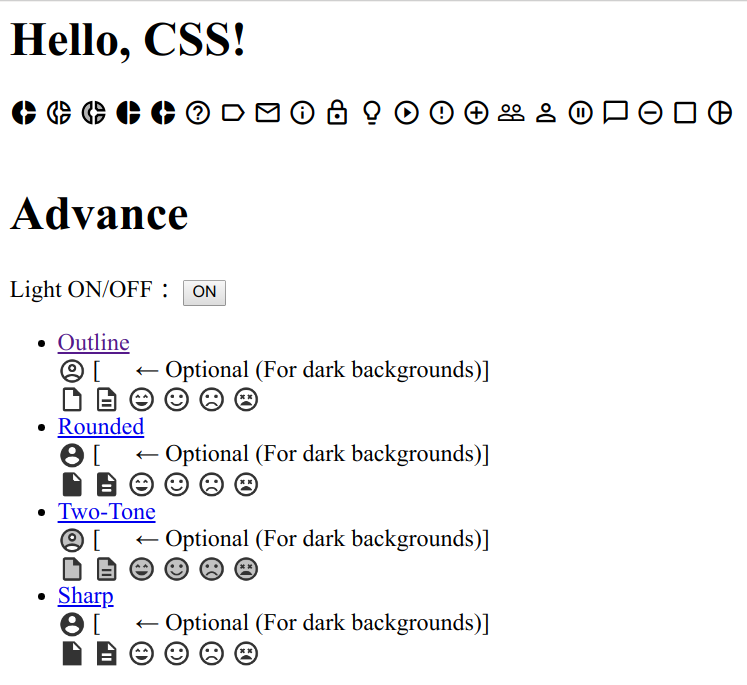 Hello, CSS!
Advance
Light ON/OFF : ON
Outline
[ ← Optional (For dark backgrounds)]
Rounded
[ ← Optional (For dark backgrounds)]
Two-Tone
[ ← Optional (For dark backgrounds)]
Sharp
[ ← Optional (For dark backgrounds)]